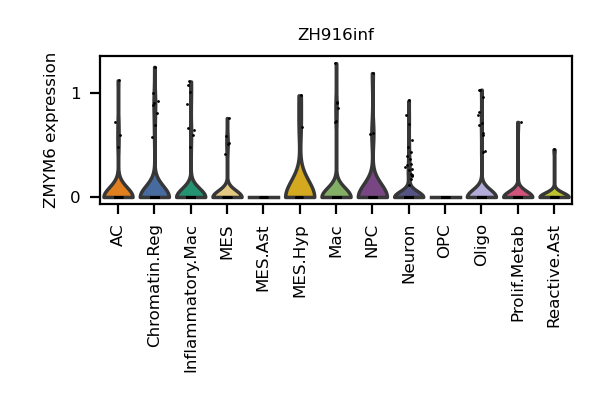 ZH916inf
ZMYM6 expression
1
0
AC
Chromatin.Reg
Inflammatory.Mac
MES
MES.Ast
MES.Hyp
Mac
NPC
Neuron
OPC
Oligo
Prolif.Metab
Reactive.Ast